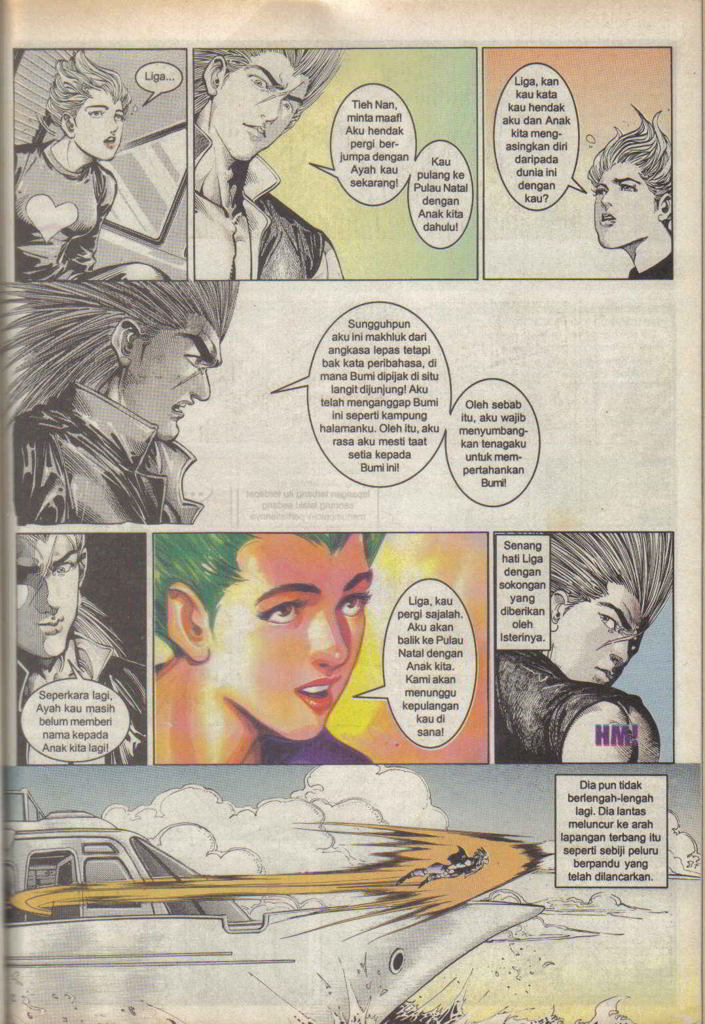 Liga...
Tieh Nan,
minta maaf!
Aku hendak
pergi ber-
jumpa dengan
Ayah kau
sekarang!
Kau
pulang ke
Pulau Natal
dengan
Anak kita
dahulu!
Liga, kan
kau kata
kau hendak
aku dan Anak
kita meng-
asingkan diri
daripada
dunia ini
dengan
kau?
Sungguhpun
aku ini makhluk dari
angkasa lepas tetapi
bak kata peribahasa, di
mana Bumi dipijak di situ
langit dijunjung! Aku
telah menganggap Bumi
ini seperti kampung
halamanku. Oleh itu, aku
rasa aku mesti taat
setia kepada
Bumi ini!
Oleh sebab
itu, aku wajib
menyumbang-
kan tenagaku
untuk mem-
pertahankan
Bumi!
Seperkara lagi,
Ayah kau masih
belum memberi
nama kepada
Anak kita lagi!
Liga, kau
pergi sajalah.
Aku akan
balik ke Pulau
Natal dengan
Anak kita.
Kami akan
menunggu
kepulangan
kau di
sana!
Senang
hati Liga
dengan
sokongan
yang
diberikan
oleh
Isterinya.
HM!
Dia pun tidak
berlengah-lengah
lagi. Dia lantas
meluncur ke arah
lapangan terbang itu
seperti sebiji peluru
berpandu yang
telah dilancarkan.